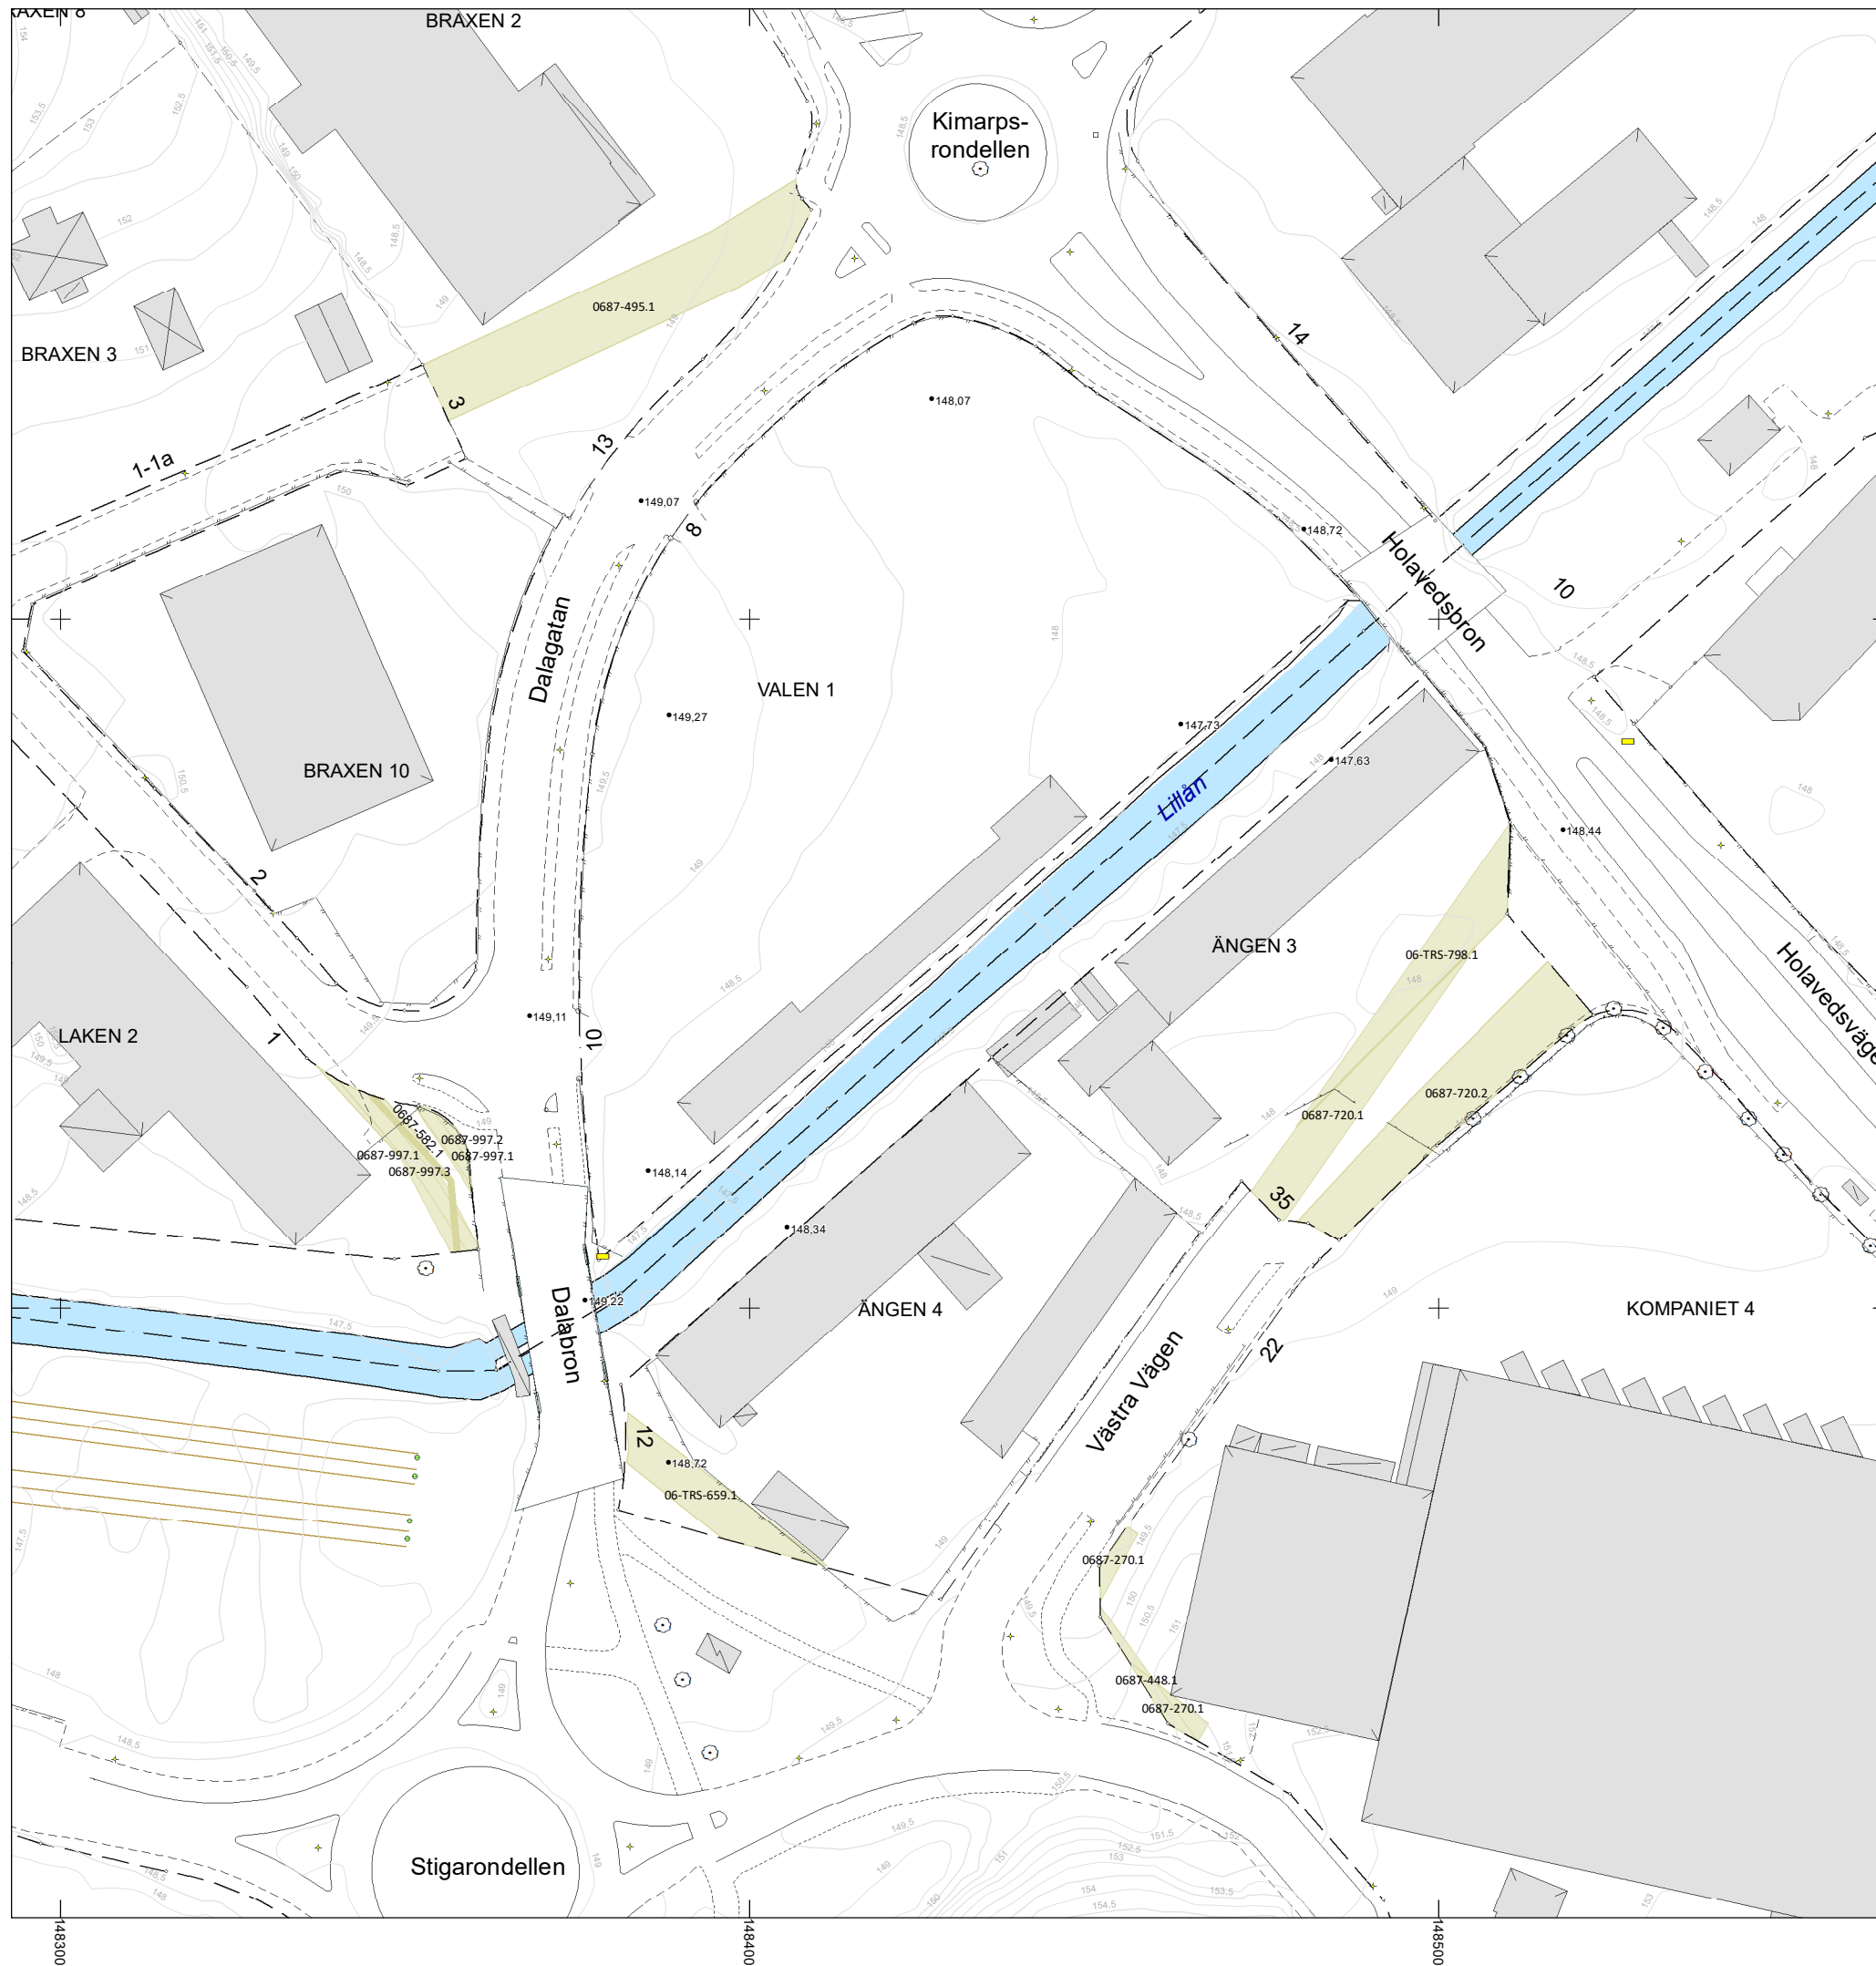 BRAXEN 2
Kimarps-
rondellen
0687-495.1
BRAXEN 3
14
3
148,07
13
1-1a
149,07
8
148,72
Holavedsbron
10
Dalagatan
VALEN 1
149,27
147,73
147,63
BRAXEN 10
Lillån
148,44
2
ÄNGEN 3
06-TRS-798.1
149,11
LAKEN 2
1
10
0687-720.2
0687-720.1
0687-582.1
0687-997.2
0687-997.1
0687-997.1
0687-997.3
148,14
35
148,34
149,22
Dalabron
ÄNGEN 4
KOMPANIET 4
Västra Vägen
22
12
148,72
06-TRS-659.1
0687-270.1
0687-448.1
0687-270.1
Stigarondellen
148300
148400
148500